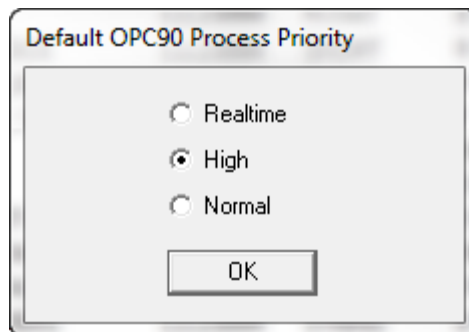 Default OPC90 Process Priority
Realtime
High
Normal
OK